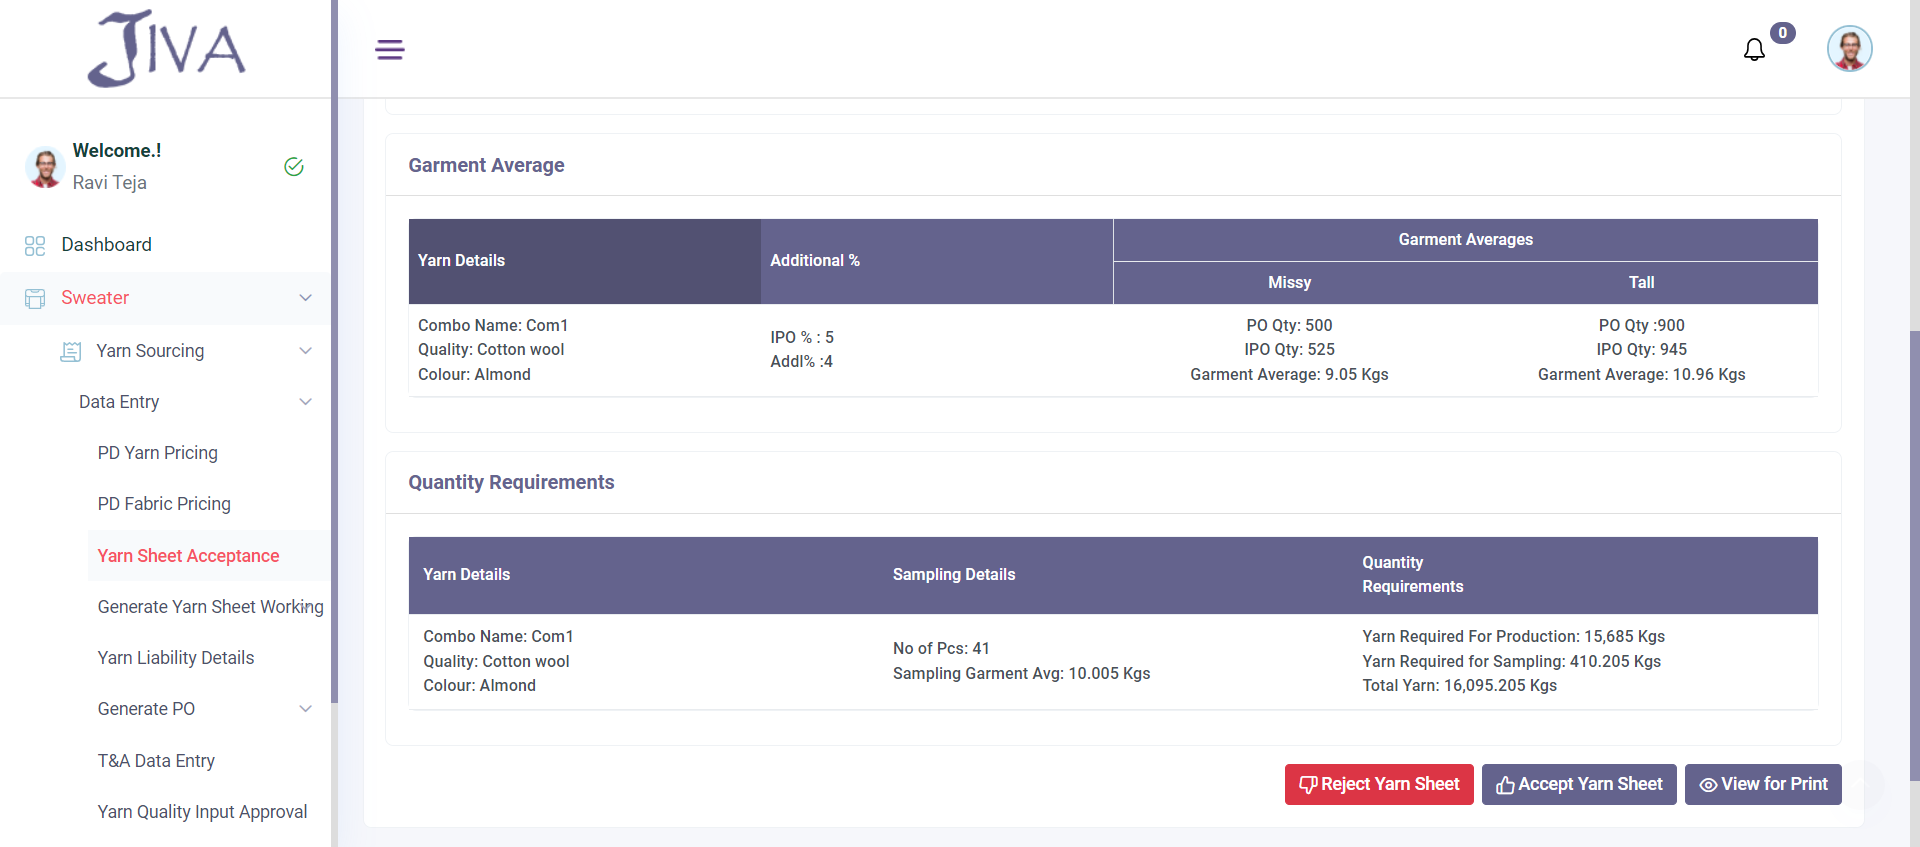 JIVA
0
Welcome.!
Ravi Teja
Dashboard
Sweater
Yarn Sourcing
Data Entry
PD Yarn Pricing
PD Fabric Pricing
Yarn Sheet Acceptance
Generate Yarn Sheet Working
Yarn Liability Details
Generate PO
T&A Data Entry
Yarn Quality Input Approval
Garment Average
Yarn Details
Additional %
Garment Averages
Missy
Tall
Combo Name: Com1
Quality: Cotton wool
Colour: Almond
IPO % : 5
Addl% :4
PO Qty: 500
IPO Qty: 525
Garment Average: 9.05 Kgs
PO Qty :900
IPO Qty: 945
Garment Average: 10.96 Kgs
Quantity Requirements
Yarn Details
Sampling Details
Quantity
Requirements
Combo Name: Com1
Quality: Cotton wool
Colour: Almond
No of Pcs: 41
Sampling Garment Avg: 10.005 Kgs
Yarn Required For Production: 15,685 Kgs
Yarn Required for Sampling: 410.205 Kgs
Total Yarn: 16,095.205 Kgs
Reject Yarn Sheet
Accept Yarn Sheet
View for Print